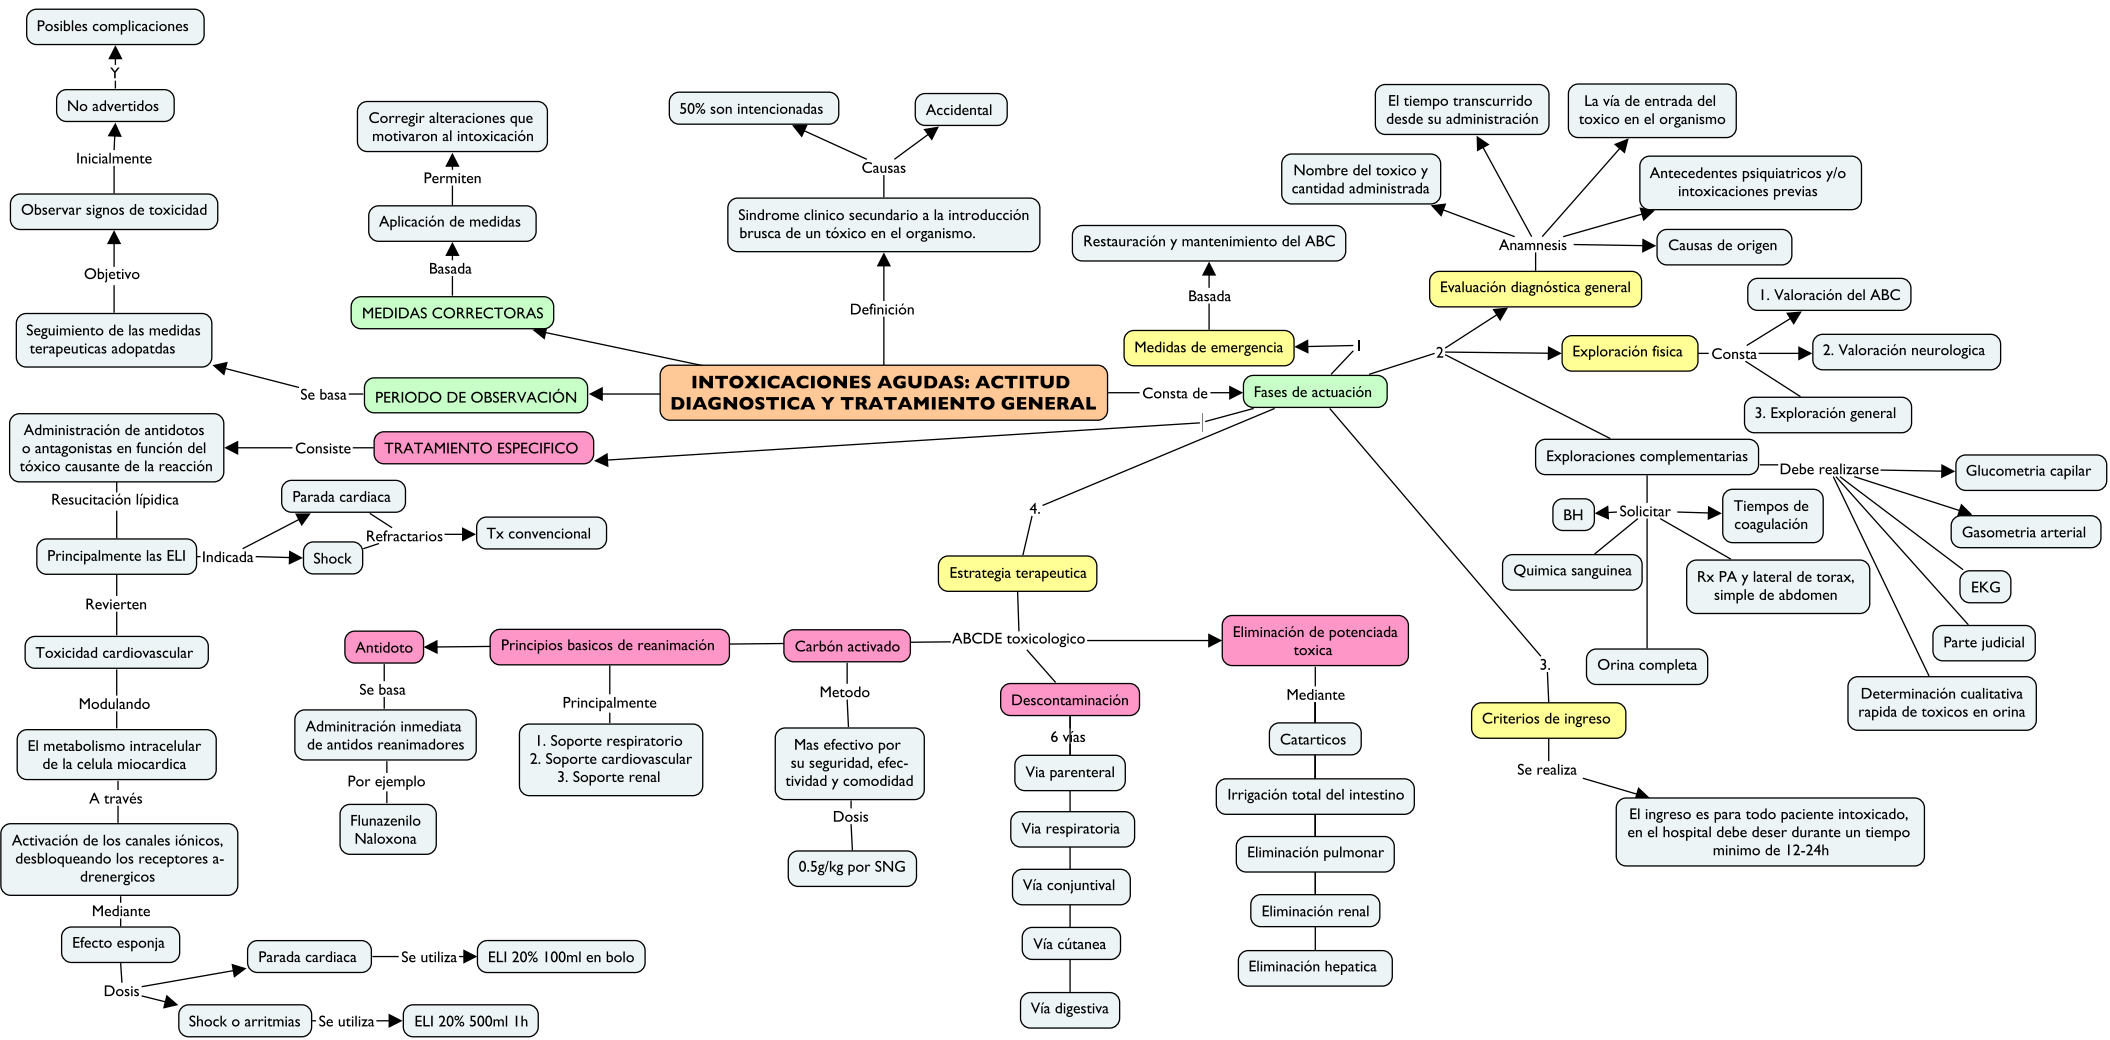 Posibles complicaciones
Y
No advertidos
Inicialmente
Observar signos de toxicidad
Objetivo
Seguimiento de las medidas
terapeuticas adopatdas
Se basa
PERIODO DE OBSERVACIÓN
Corregir alteraciones que
motivaron al intoxicación
Permiten
Aplicación de medidas
Basada
MEDIDAS CORRECTORAS
50% son intencionadas
Accidental
Causas
Sindrome clinico secundario a la introducción
brusca de un tóxico en el organismo.
Definición
INTOXICACIONES AGUDAS: ACTITUD
DIAGNOSTICA Y TRATAMIENTO GENERAL
Consta de
Fases de actuación
1
Medidas de emergencia
Basada
Restauración y mantenimiento del ABC
2
Evaluación diagnóstica general
Anamnesis
Nombre del toxico y
cantidad administrada
El tiempo transcurrido
desde su administración
La vía de entrada del
toxico en el organismo
Antecedentes psiquiatricos y/o
intoxicaciones previas
Causas de origen
Exploración fisica
Consta
1. Valoración del ABC
2. Valoración neurologica
3. Exploración general
Exploraciones complementarias
Debe realizarse
Glucometria capilar
Gasometria arterial
EKG
Parte judicial
Determinación cualitativa
rapida de toxicos en orina
Solicitar
BH
Tiempos de
coagulación
Quimica sanguinea
Rx PA y lateral de torax,
simple de abdomen
Orina completa
3.
Criterios de ingreso
Se realiza
El ingreso es para todo paciente intoxicado,
en el hospital debe deser durante un tiempo
minimo de 12-24h
4.
Estrategia terapeutica
ABCDE toxicologico
Antidoto
Se basa
Adminitración inmediata
de antidos reanimadores
Por ejemplo
Flunazenilo
Naloxona
Principios basicos de reanimación
Principalmente
1. Soporte respiratorio
2. Soporte cardiovascular
3. Soporte renal
Carbón activado
Metodo
Mas efectivo por
su seguridad, efec-
tividad y comodidad
Dosis
0.5g/kg por SNG
Descontaminación
6 vías
Via parenteral
Via respiratoria
Vía conjuntival
Vía cútanea
Vía digestiva
Eliminación de potenciada
toxica
Mediante
Catarticos
Irrigación total del intestino
Eliminación pulmonar
Eliminación renal
Eliminación hepatica
TRATAMIENTO ESPECIFICO
Consiste
Administración de antidotos
o antagonistas en función del
tóxico causante de la reacción
Resucitación lípidica
Principalmente las ELI
Indicada
Parada cardiaca
Shock
Refractarios
Tx convencional
Revierten
Toxicidad cardiovascular
Modulando
El metabolismo intracelular
de la celula miocardica
A través
Activación de los canales iónicos,
desbloqueando los receptores a-
drenergicos
Mediante
Efecto esponja
Dosis
Parada cardiaca
Se utiliza
ELI 20% 100ml en bolo
Shock o arritmias
Se utiliza
ELI 20% 500ml 1h